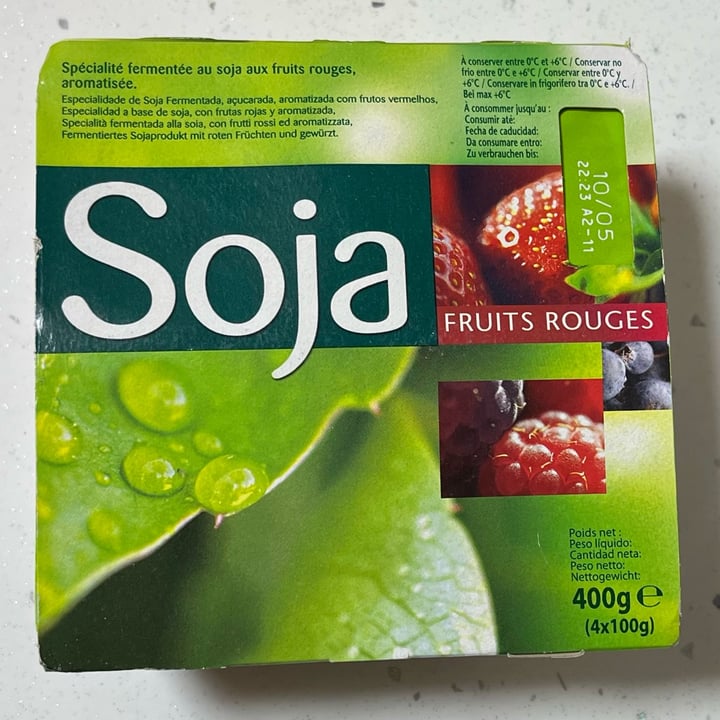 Spécialité fermentée au soja aux fruits rouges,
aromatisée.
Especialidade de Soja Fermentada, açucarada, aromatizada com frutos vermelhos,
Especialidad a base de soja, con frutas rojas y aromatizada,
Specialità fermentata alla soia, con frutti rossi ed aromatizzata,
Fermentiertes Sojaprodukt mit roten Früchten und gewürzt.
À conserver entre 0°C et +6°C / Conservar no
frio entre 0°C e +6°C / Conservar entre 0°C y
+6°C / Conservare in frigorifero tra 0°C e +6°C. /
Bei max +6°C
À consommer jusqu'au :
Consumir até:
Fecha de caducidad:
Da consumare entro:
Zu verbrauchen bis:
10/05
22:23 A2-11
Soja
FRUITS ROUGES
Poids net :
Peso líquido:
Cantidad neta:
Peso netto:
Nettogewicht:
400g e
(4x100g)